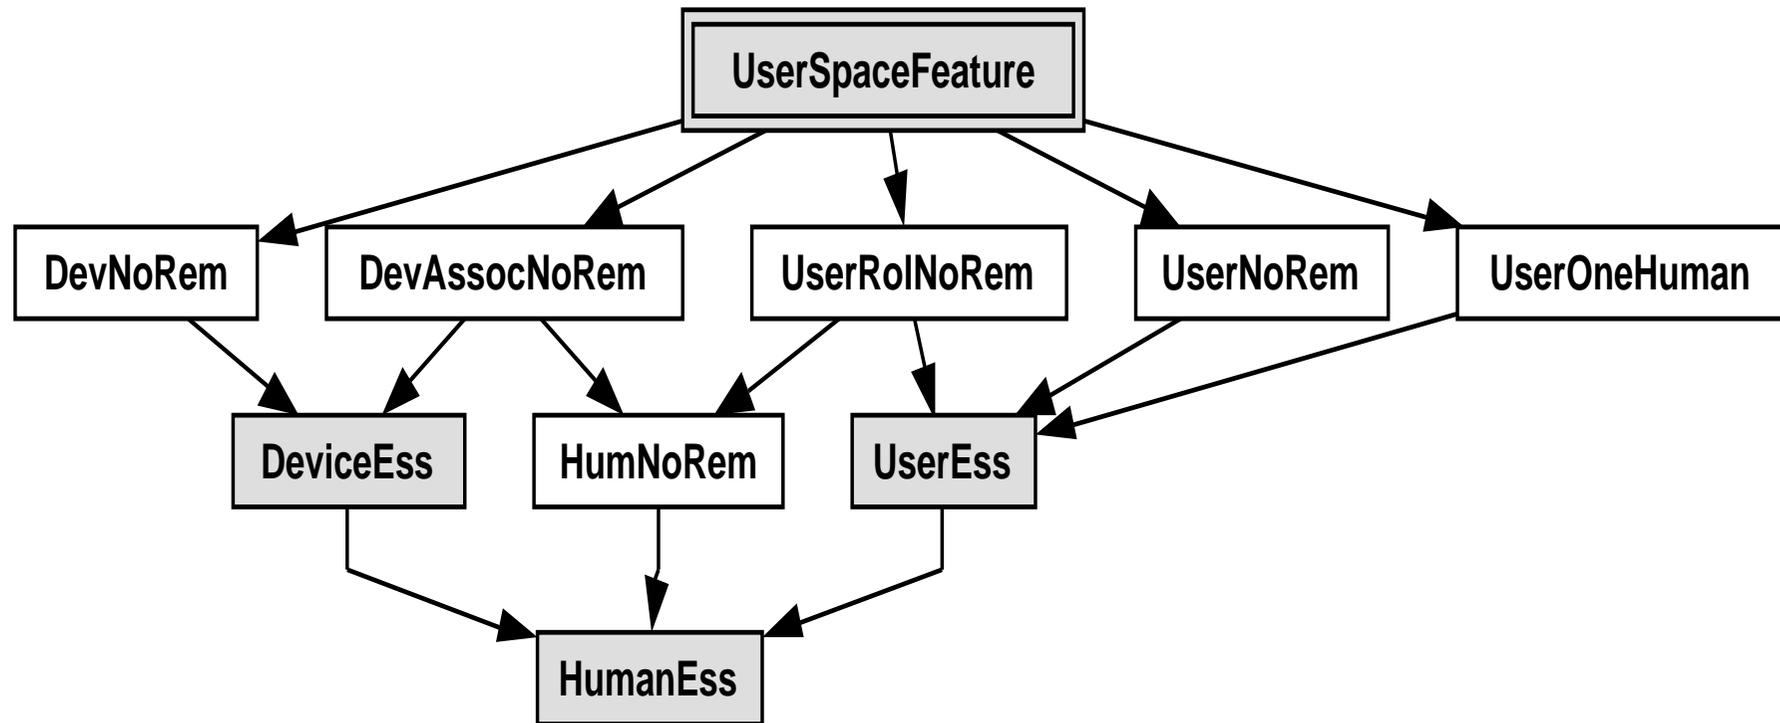 UserSpaceFeature
DevNoRem
DevAssocNoRem
UserRolNoRem
UserNoRem
UserOneHuman
DeviceEss
HumNoRem
UserEss
HumanEss